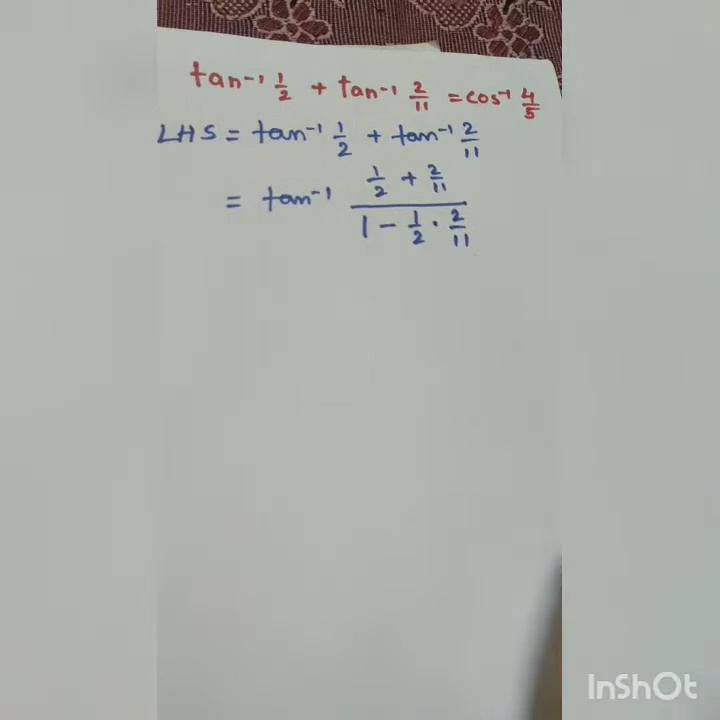 tan⁻¹ 1/2 + tan⁻¹ 2/11 = cos⁻¹ 4/5
LHS = tan⁻¹ 1/2 + tan⁻¹ 2/11
= tan⁻¹ (1/2 + 2/11)/(1 - 1/2 · 2/11)
InShOt